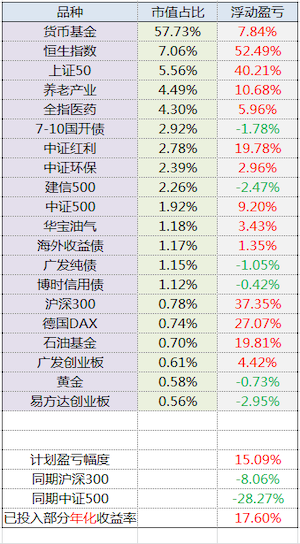 品种 市值占比 浮动盈亏
货币基金 57.73% 7.84%
恒生指数 7.06% 52.49%
上证50 5.56% 40.21%
养老产业 4.49% 10.68%
全指医药 4.30% 5.96%
7-10国开债 2.92% -1.78%
中证红利 2.78% 19.78%
中证环保 2.39% 2.96%
建信500 2.26% -2.47%
中证500 1.92% 9.20%
华宝油气 1.18% 3.43%
海外收益债 1.17% 1.35%
广发纯债 1.15% -1.05%
博时信用债 1.12% -0.42%
沪深300 0.78% 37.35%
德国DAX 0.74% 27.07%
石油基金 0.70% 19.81%
广发创业板 0.61% 4.42%
黄金 0.58% -0.73%
易方达创业板 0.56% -2.95%
计划盈亏幅度 15.09%
同期沪深300 -8.06%
同期中证500 -28.27%
已投入部分年化收益率 17.60%